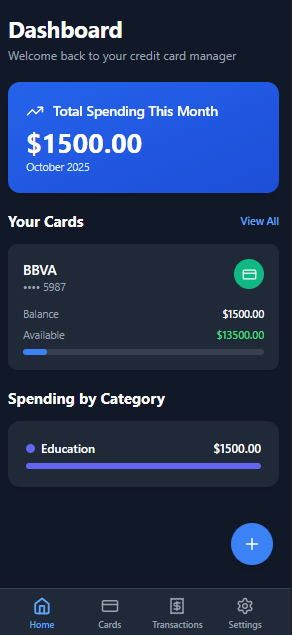 Dashboard
Welcome back to your credit card manager
Total Spending This Month
$1500.00
October 2025
Your Cards
View All
BBVA
•••• 5987
Balance
$1500.00
Available
$13500.00
Spending by Category
Education
$1500.00
Home
Cards
Transactions
Settings